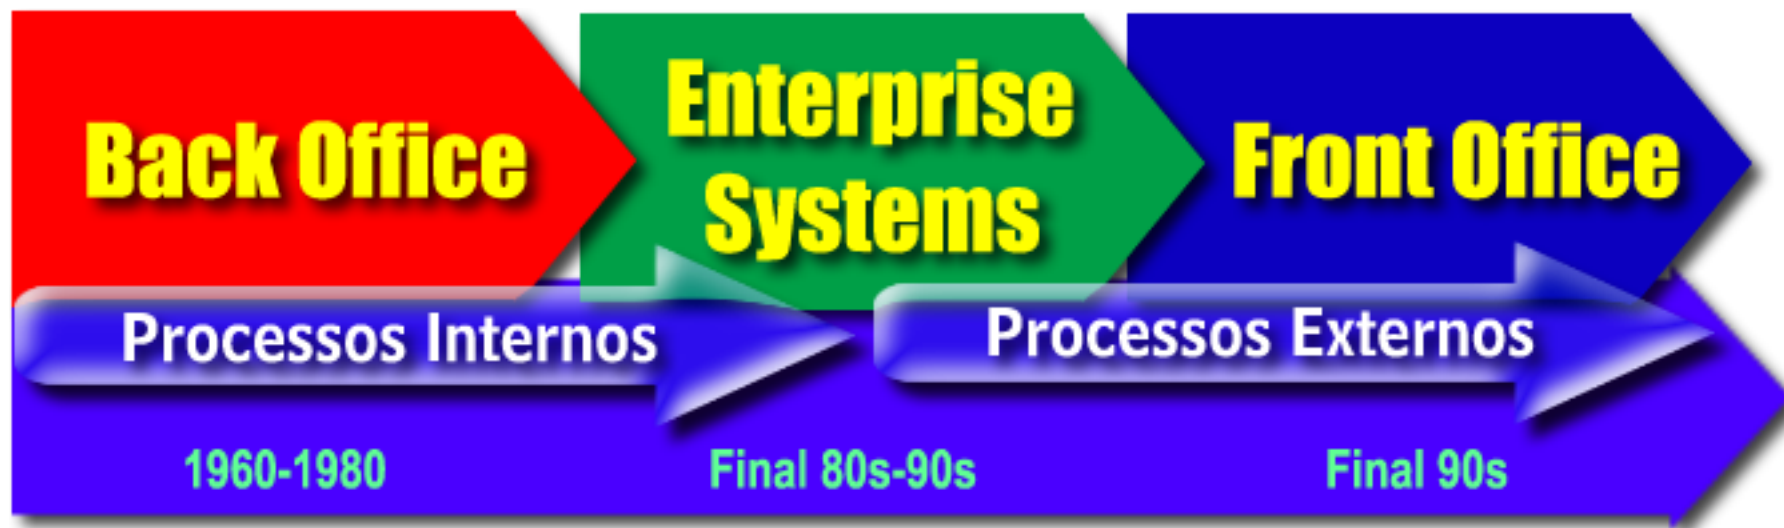 Back Office
Enterprise
Systems
Front Office
Processos Internos
Processos Externos
1960-1980
Final 80s-90s
Final 90s